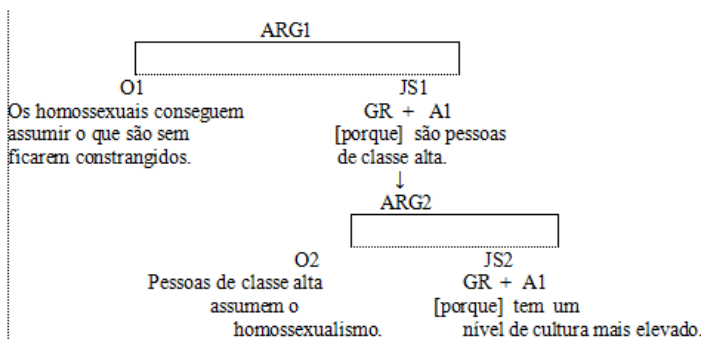 ARG1
O1 JS1
Os homossexuais conseguem GR + A1
assumir o que são sem [porque] são pessoas
ficarem constrangidos. de classe alta.
↓
ARG2
O2 JS2
Pessoas de classe alta GR + A1
assumem o [porque] tem um
homossexualismo. nível de cultura mais elevado.